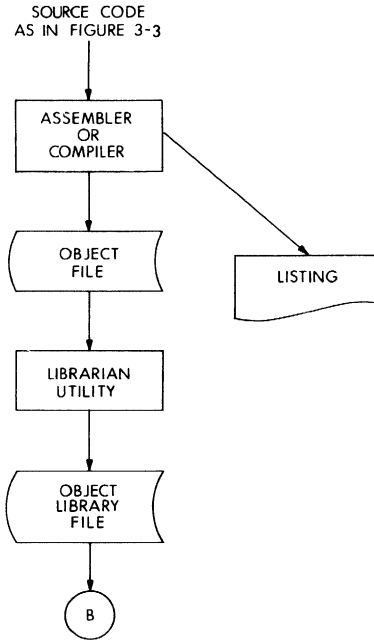 SOURCE CODE
AS IN FIGURE 3-3
ASSEMBLER
OR
COMPILER
OBJECT
FILE
LISTING
LIBRARIAN
UTILITY
OBJECT
LIBRARY
FILE
B